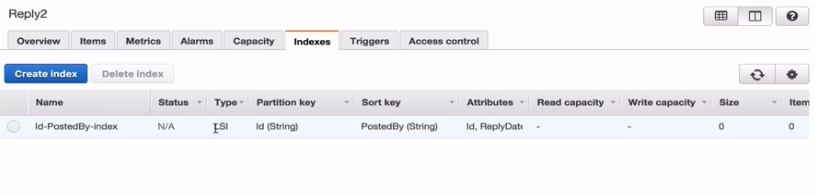 Reply2
Overview Items Metrics Alarms Capacity Indexes Triggers Access control
Create index Delete index
Name Status Type Partition key Sort key Attributes Read capacity Write capacity Size Item
Id-PostedBy-index N/A LSI Id (String) PostedBy (String) Id, ReplyDate - - 0 0